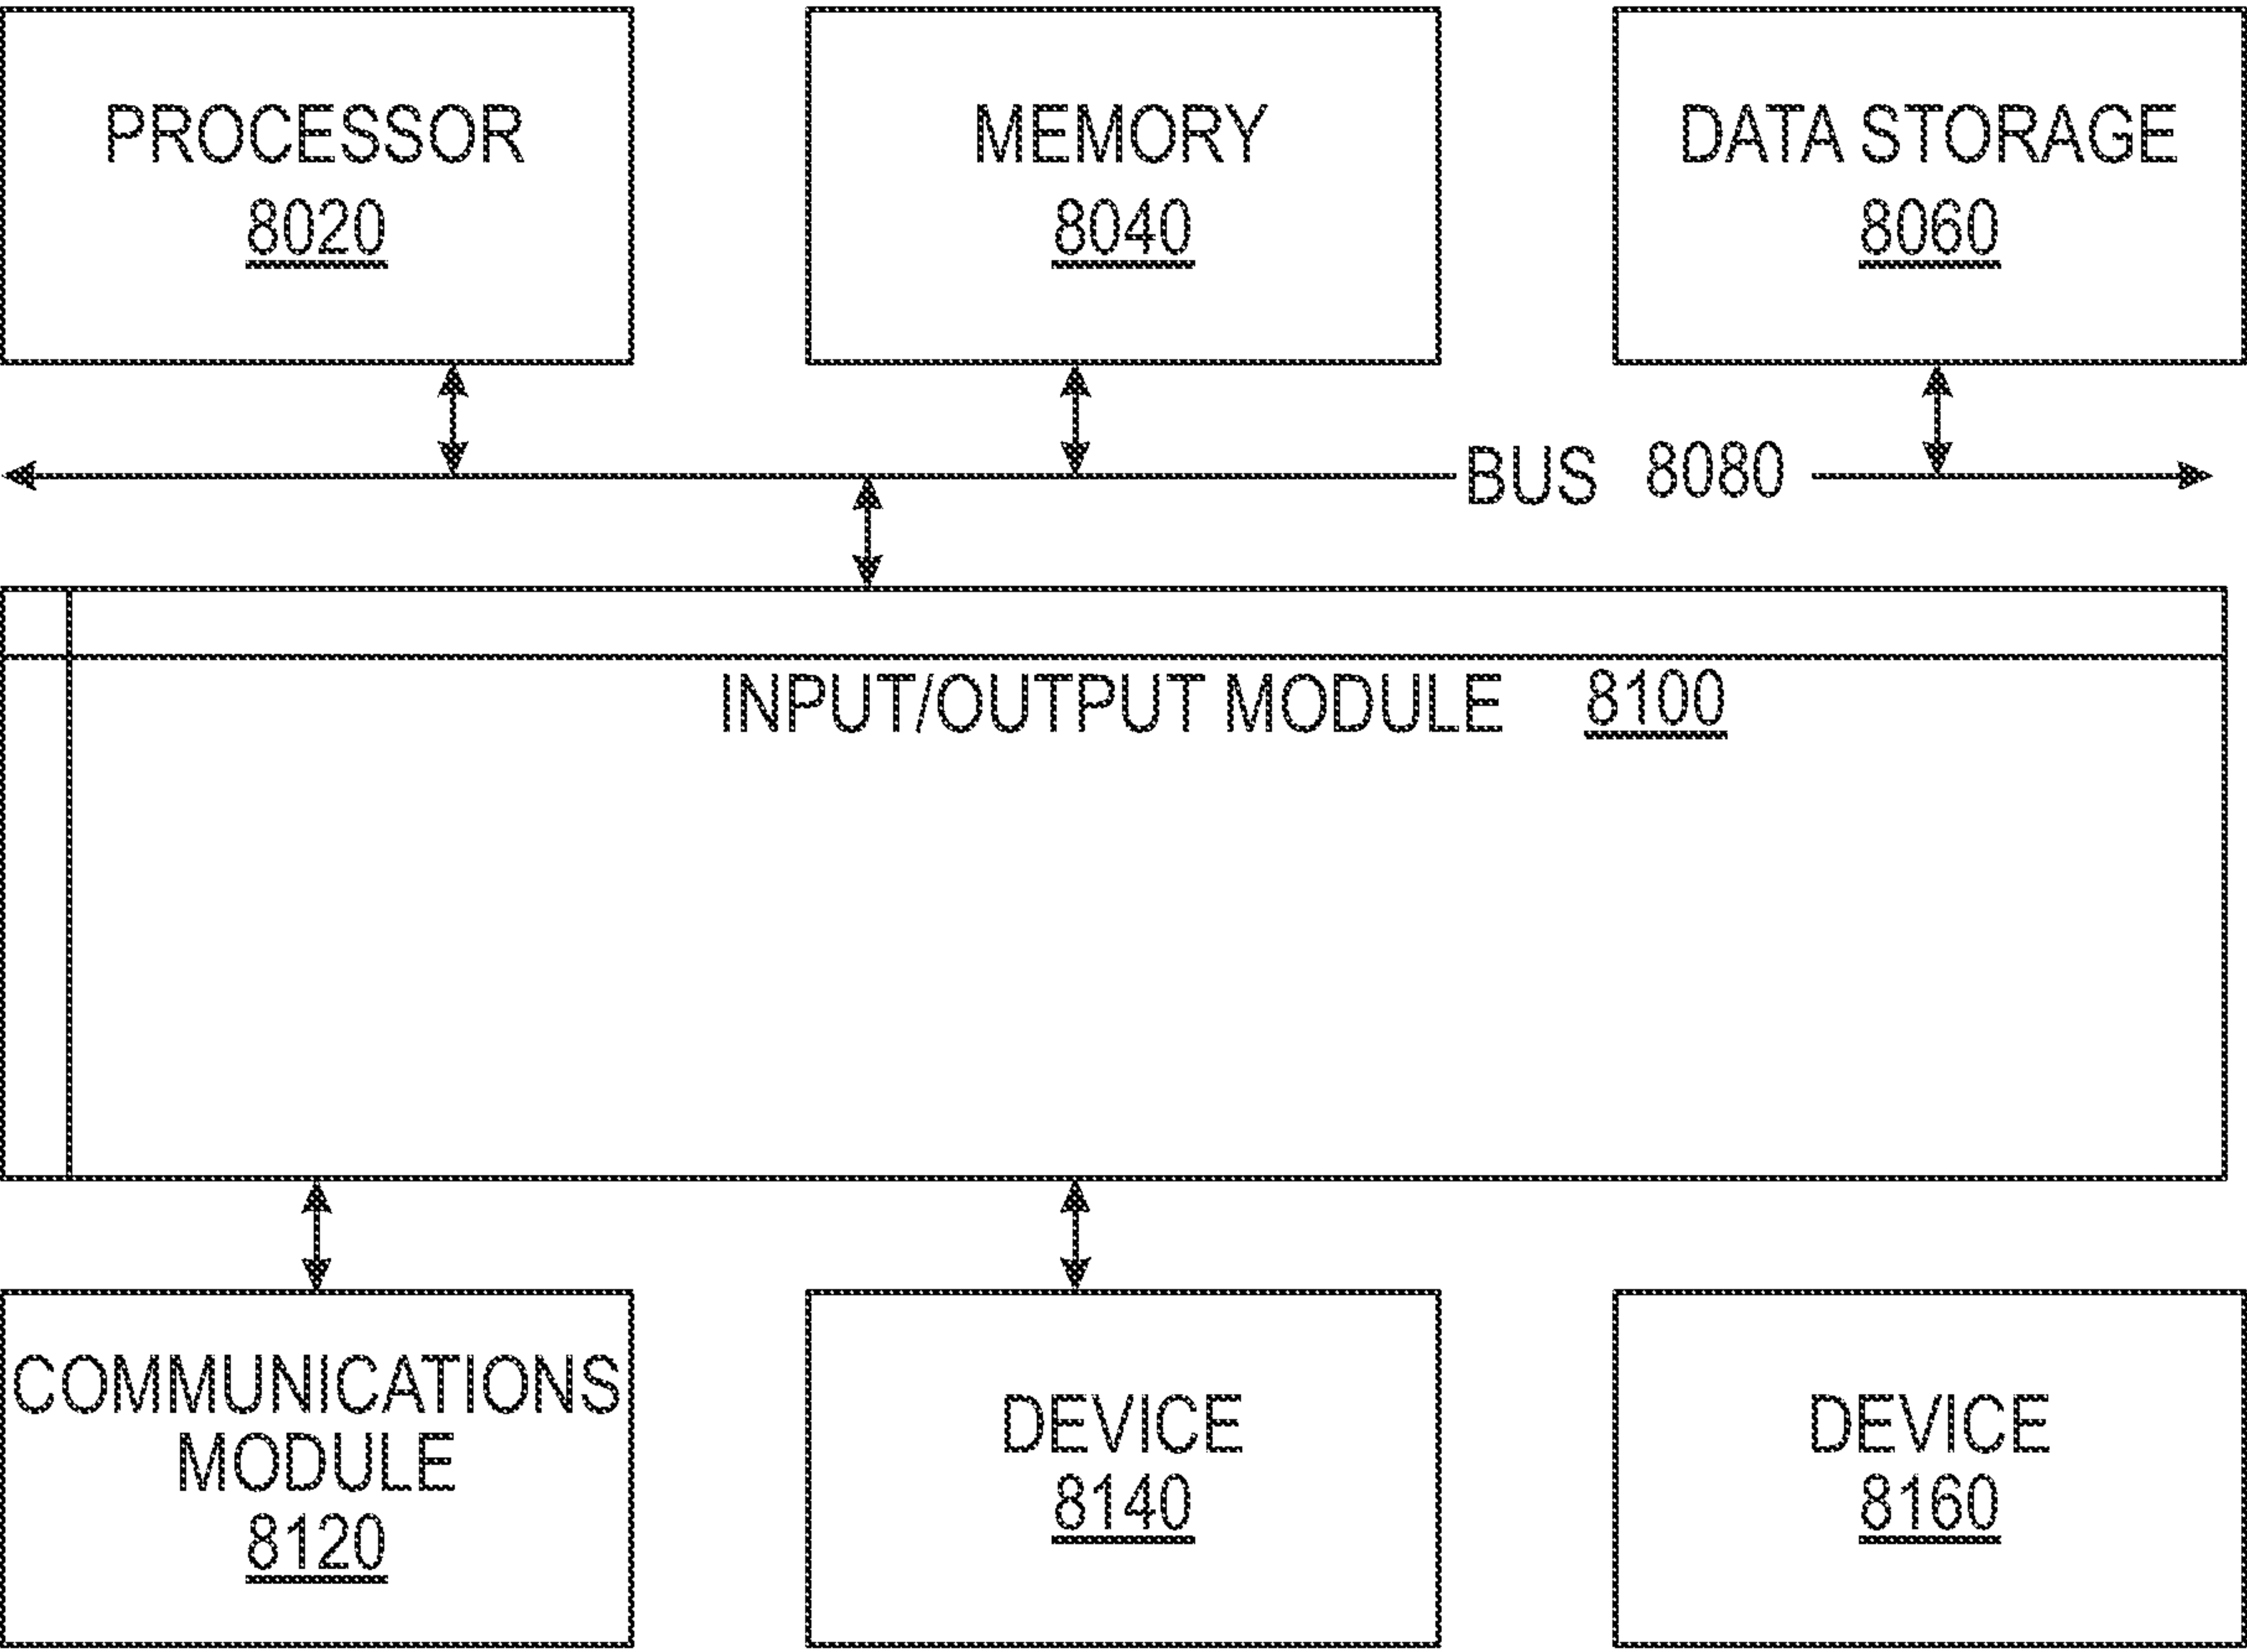 PROCESSOR
8020
MEMORY
8040
DATA STORAGE
8060
BUS 8080
INPUT/OUTPUT MODULE 8100
COMMUNICATIONS
MODULE
8120
DEVICE
8140
DEVICE
8160